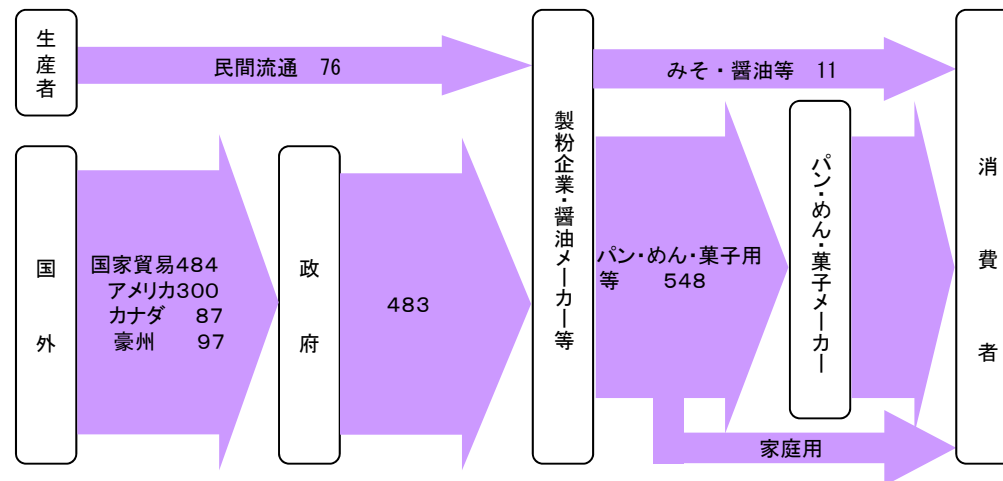 生産者
民間流通　76
国外
国家貿易484
アメリカ300
カナダ　87
豪州　97
政府
483
製粉企業・醤油メーカー等
みそ・醤油等　11
パン・めん・菓子用
等　548
パン・めん・菓子メーカー
家庭用
消費者